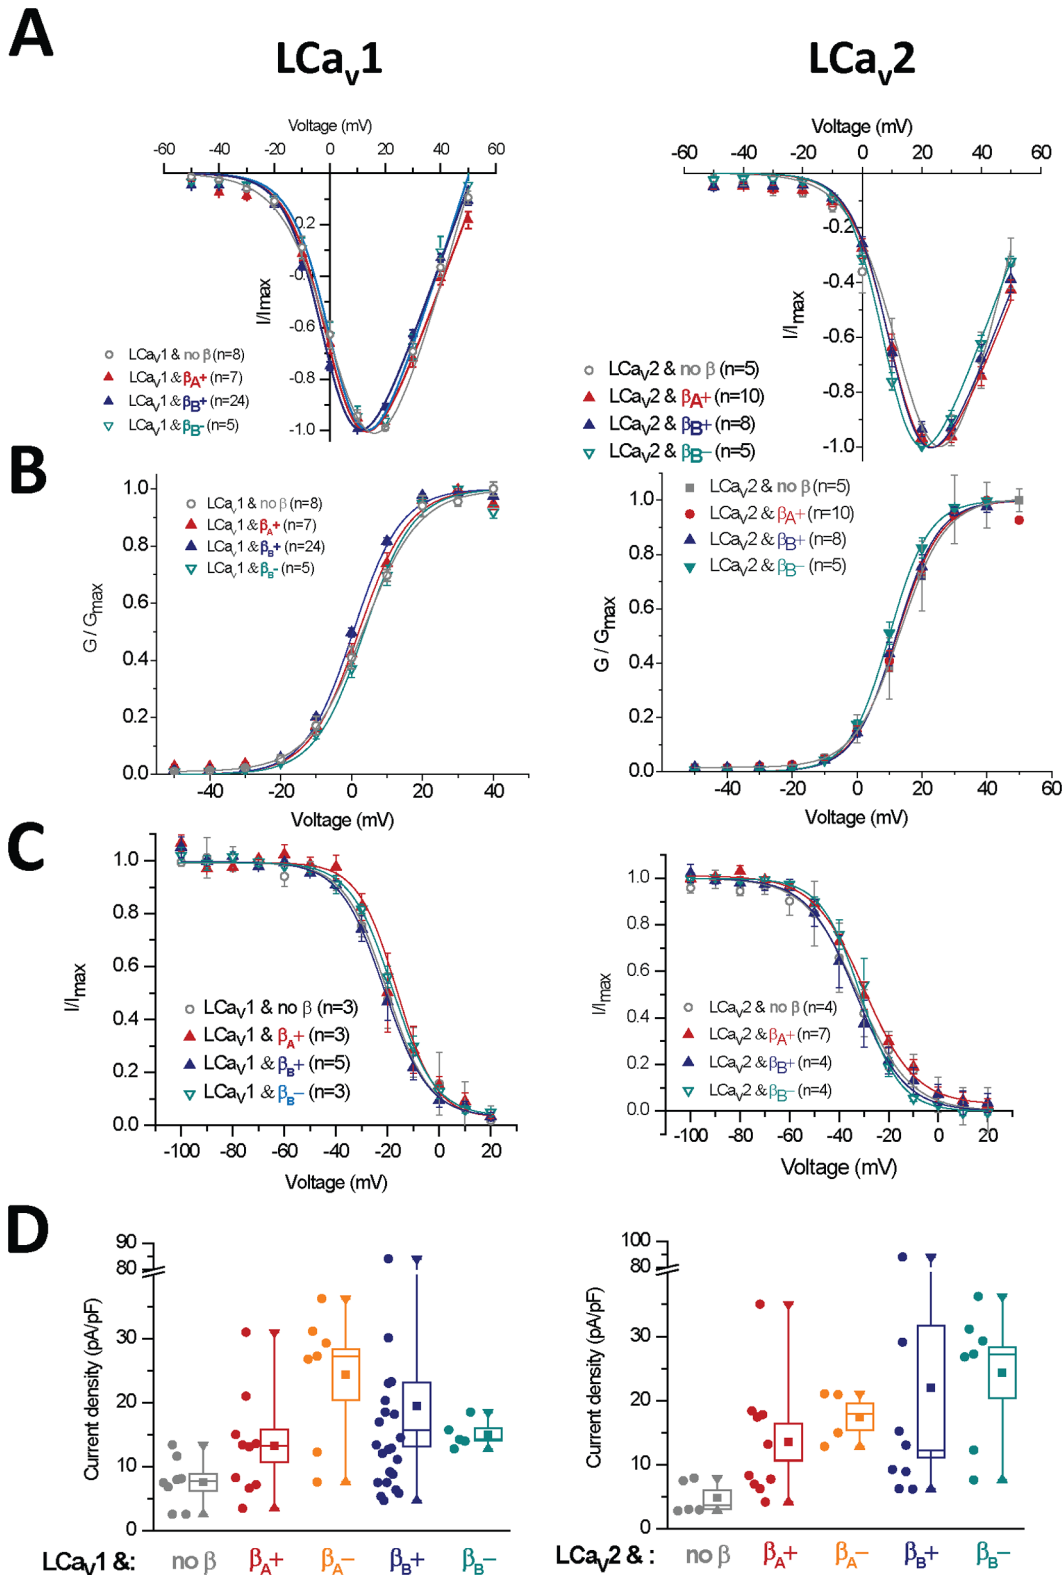 A
LCav1
LCav2
Voltage (mV)
-60 -40 -20 0 20 40 60
0.2
-0.4
-0.6
-0.8
-1.0
I/Imax
LCav1 & no β (n=8)
LCav1 & βA+ (n=7)
LCav1 & βB+ (n=24)
LCav1 & βB- (n=5)
Voltage (mV)
-60 -40 -20 0 20 40 60
-0.2
-0.4
-0.6
-0.8
-1.0
I/Imax
LCav2 & no β (n=5)
LCav2 & βA+ (n=10)
LCav2 & βB+ (n=8)
LCav2 & βB− (n=5)
B
1.0
0.8
0.6
0.4
0.2
0.0
G / Gmax
LCav1 & no β (n=8)
LCav1 & βA+ (n=7)
LCav1 & βB+ (n=24)
LCav1 & βB- (n=5)
-40 -20 0 20 40
Voltage (mV)
1.0
0.8
0.6
0.4
0.2
0.0
G / Gmax
LCav2 & no β (n=5)
LCav2 & βA+ (n=10)
LCav2 & βB+ (n=8)
LCav2 & βB− (n=5)
-40 -20 0 20 40 60
Voltage (mV)
C
1.0
0.8
0.6
0.4
0.2
0.0
I/Imax
LCav1 & no β (n=3)
LCav1 & βA+ (n=3)
LCav1 & βB+ (n=5)
LCav1 & βB− (n=3)
-100 -80 -60 -40 -20 0 20
Voltage (mV)
1.0
0.8
0.6
0.4
0.2
0.0
I/Imax
LCav2 & no β (n=4)
LCav2 & βA+ (n=7)
LCav2 & βB+ (n=4)
LCav2 & βB− (n=4)
-100 -80 -60 -40 -20 0 20
Voltage (mV)
D
90
80
30
20
10
0
Current density (pA/pF)
LCav1 &: no β βA+ βA− βB+ βB−
100
80
30
20
10
0
Current density (pA/pF)
LCav2 & : no β βA+ βA− βB+ βB−